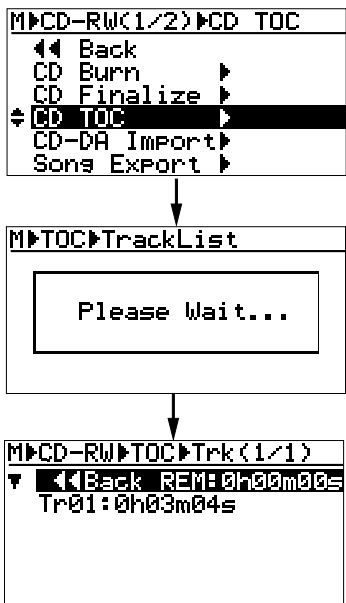 M▶CD-RW(1/2)▶CD TOC
◀◀ Back
CD Burn ▶
CD Finalize ▶
CD TOC ▶
CD-DA Import▶
Song Export ▶
M▶TOC▶TrackList
Please Wait...
M▶CD-RW▶TOC▶Trk(1/1)
◀◀Back REM:0h00m00s
Tr01:0h03m04s